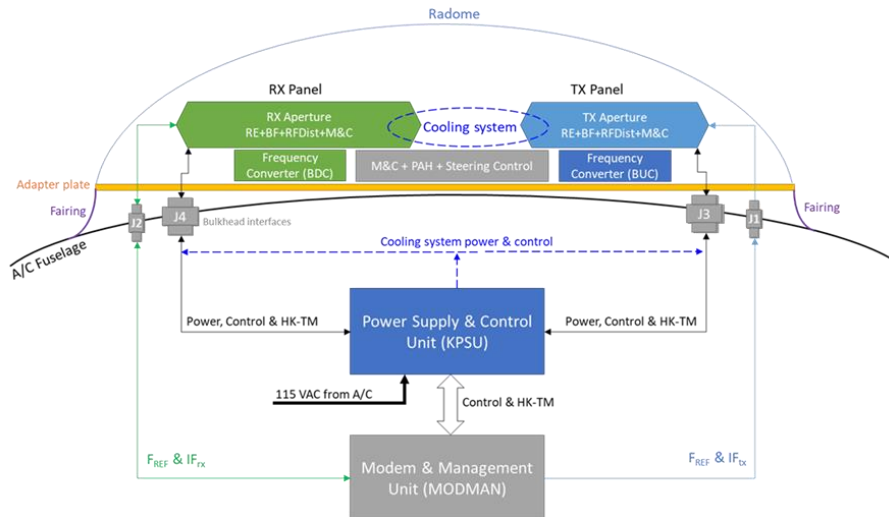 Radome
RX Panel
TX Panel
RX Aperture
RE+BF+RFDist+M&C
Cooling system
TX Aperture
RE+BF+RFDist+M&C
Frequency
Converter (BDC)
M&C + PAH + Steering Control
Frequency
Converter (BUC)
Adapter plate
Fairing
J2
J4
Bulkhead interfaces
J3
J1
Fairing
A/C Fuselage
Cooling system power & control
Power, Control & HK-TM
Power Supply & Control
Unit (KPSU)
Power, Control & HK-TM
115 VAC from A/C
Control & HK-TM
FREF & IFrx
Modem & Management
Unit (MODMAN)
FREF & IFtx